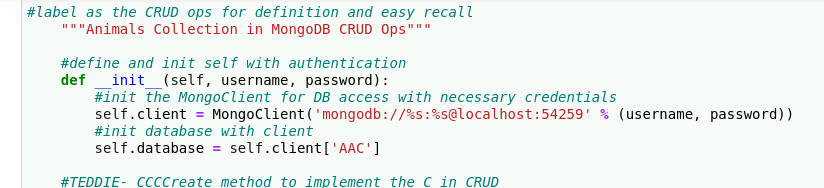 #label as the CRUD ops for definition and easy recall
    """Animals Collection in MongoDB CRUD Ops"""
    #define and init self with authentication
    def __init__(self, username, password):
        #init the MongoClient for DB access with necessary credentials
        self.client = MongoClient('mongodb://%s:%s@localhost:54259' % (username, password))
        #init database with client
        self.database = self.client['AAC']
    #TEDDIE- CCCCreate method to implement the C in CRUD